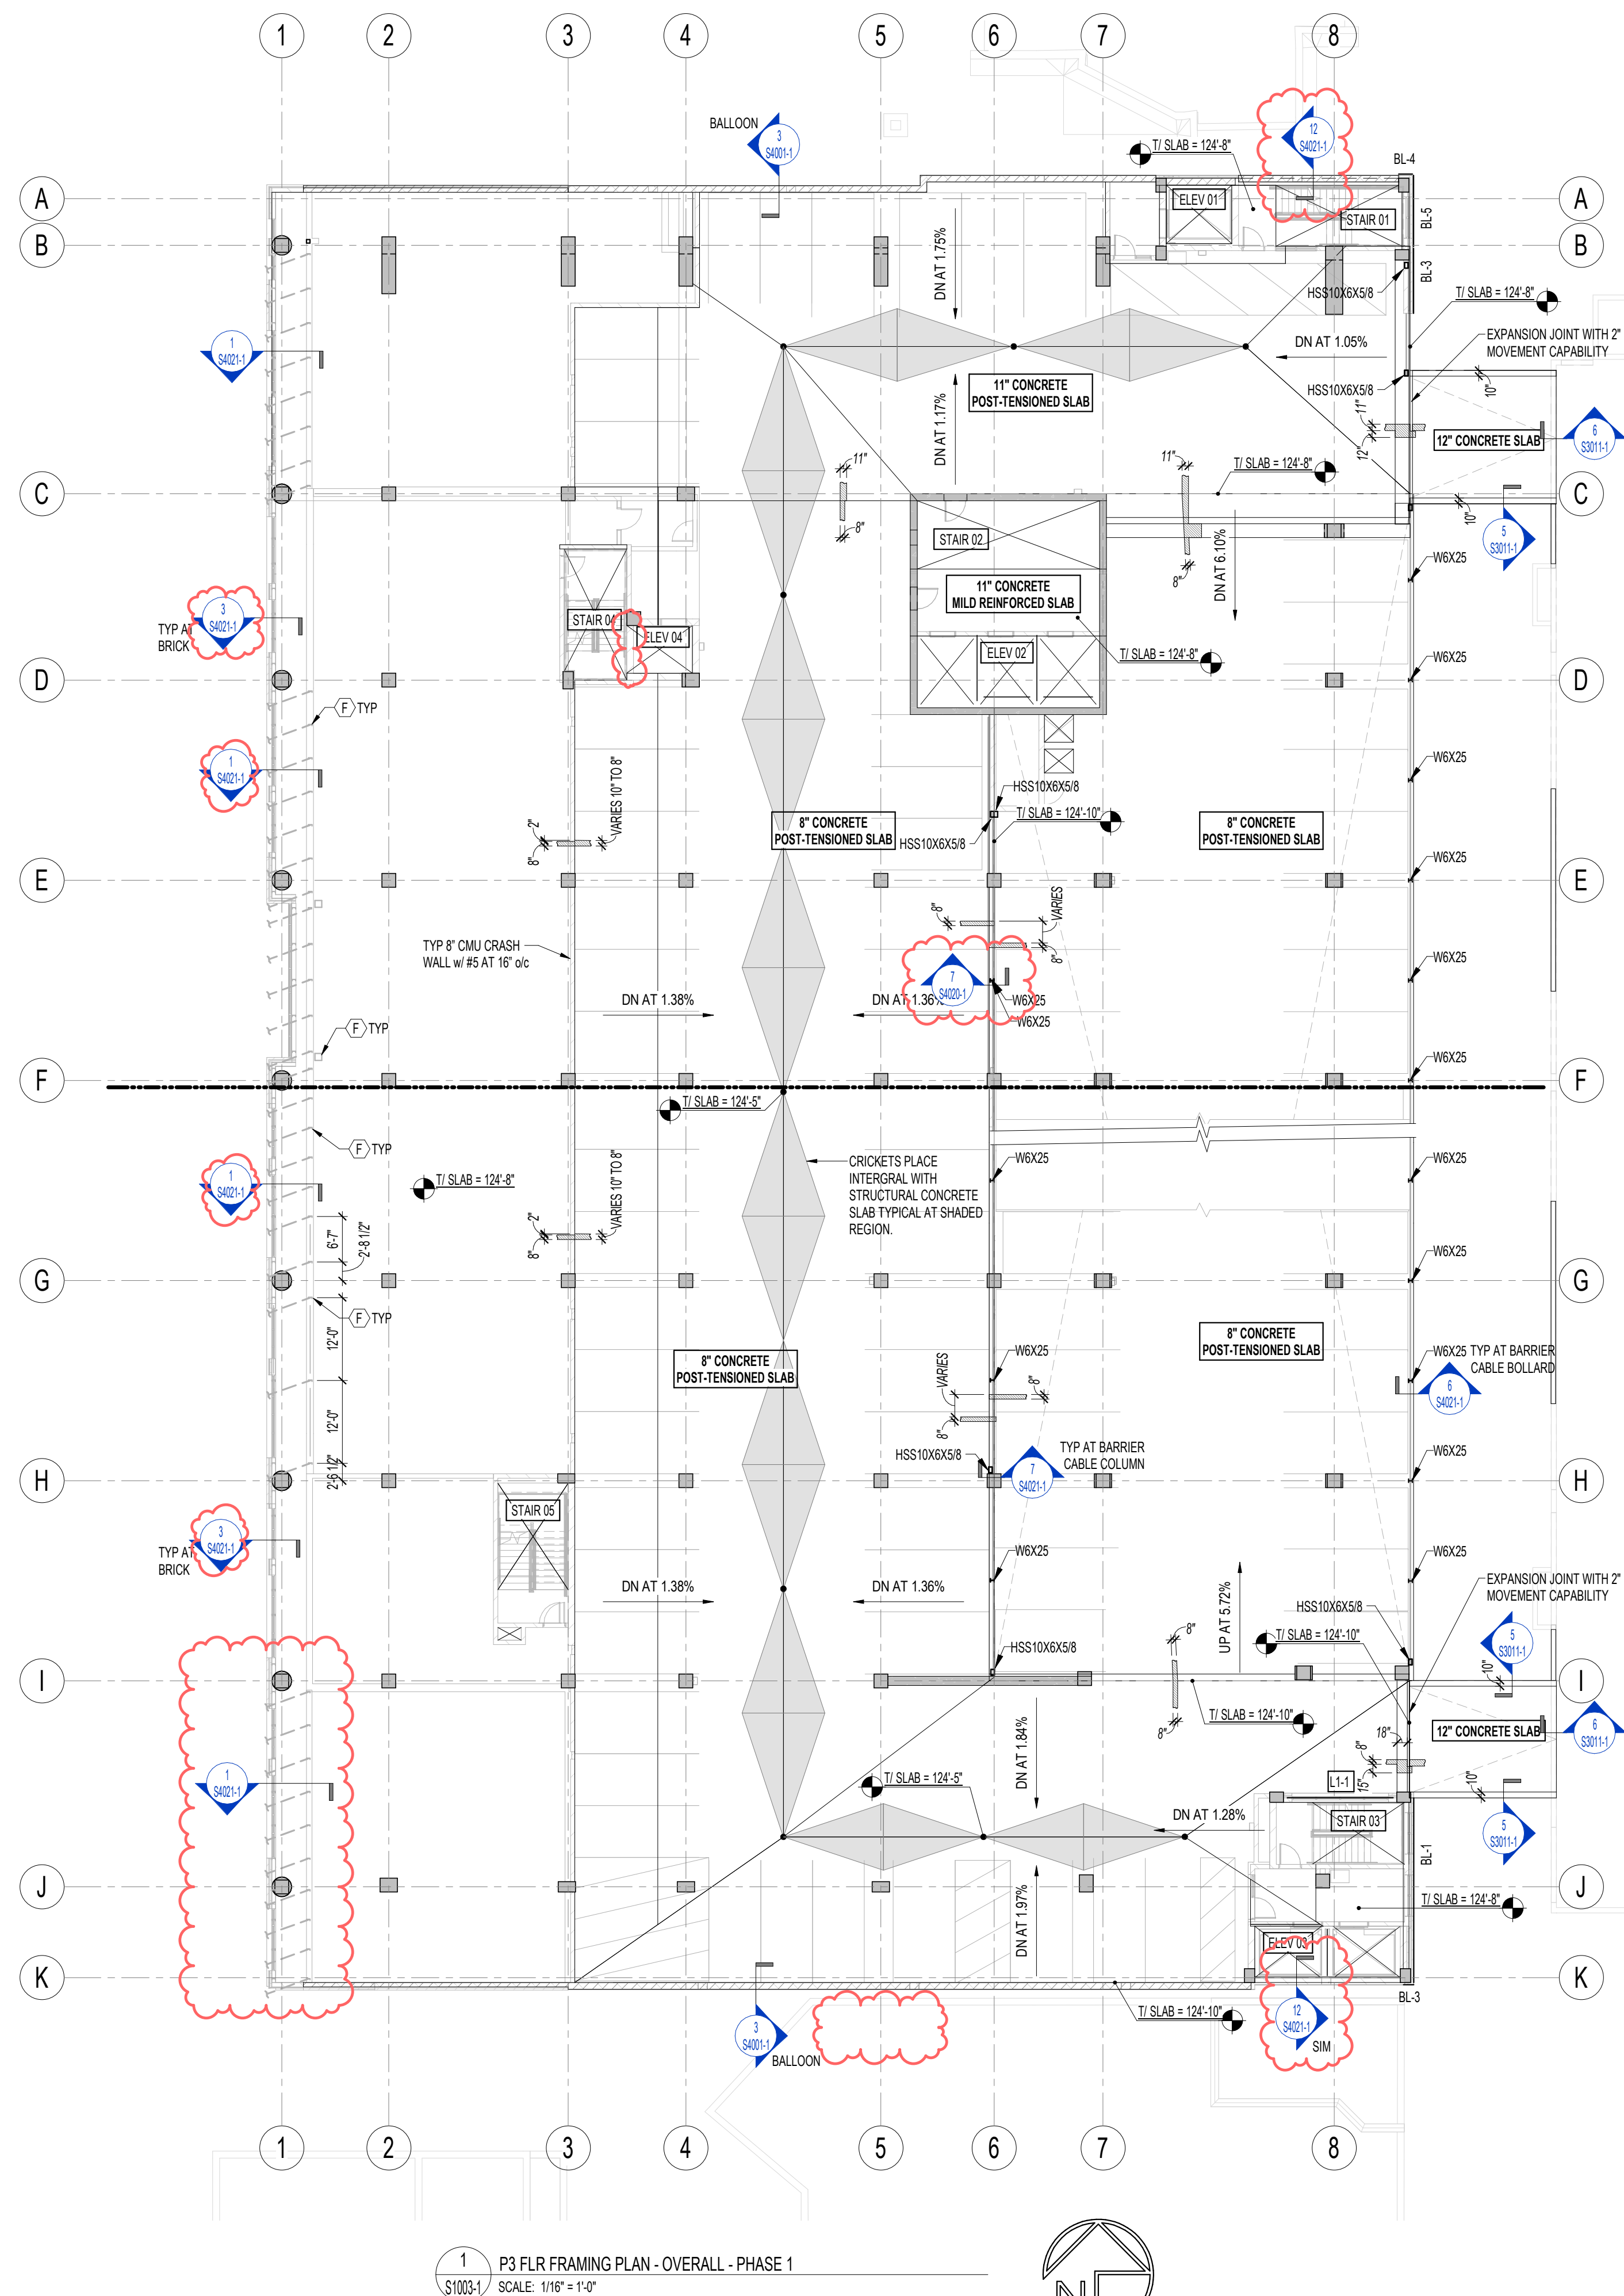 1 2 3 4 5 6 7 8
BALLOON
3
S4001-1
12
S4021-1
T/ SLAB = 124'-8"
BL-4
A
ELEV 01
STAIR 01
BL-5
A
B
DN AT 1.75%
BL-3
B
HSS10X6X5/8
T/ SLAB = 124'-8"
1
S4021-1
DN AT 1.05%
EXPANSION JOINT WITH 2"
MOVEMENT CAPABILITY
11" CONCRETE
POST-TENSIONED SLAB
HSS10X6X5/8
10"
DN AT 1.17%
11"
12"
12" CONCRETE SLAB
6
S3011-1
11"
11"
T/ SLAB = 124'-8"
C
C
10"
8"
STAIR 02
5
S3011-1
8"
DN AT 6.10%
W6X25
11" CONCRETE
MILD REINFORCED SLAB
3
S4021-1
TYP AT
BRICK
STAIR 04
ELEV 04
ELEV 02
T/ SLAB = 124'-8"
W6X25
D
D
F TYP
1
S4021-1
W6X25
HSS10X6X5/8
VARIES 10" TO 8"
2"
8"
8" CONCRETE
POST-TENSIONED SLAB
T/ SLAB = 124'-10"
HSS10X6X5/8
8" CONCRETE
POST-TENSIONED SLAB
W6X25
E
E
8"
VARIES
8"
TYP 8" CMU CRASH
WALL w/ #5 AT 16" o/c
W6X25
7
S4020-1
DN AT 1.38%
DN AT 1.36%
W6X25
W6X25
F TYP
W6X25
F
F
T/ SLAB = 124'-5"
F TYP
CRICKETS PLACE
INTERGRAL WITH
STRUCTURAL CONCRETE
SLAB TYPICAL AT SHADED
REGION.
W6X25
W6X25
1
S4021-1
T/ SLAB = 124'-8"
VARIES 10" TO 8"
2"
8"
6'-7"
2'-8 1/2"
W6X25
G
G
F TYP
12'-0"
8" CONCRETE
POST-TENSIONED SLAB
8" CONCRETE
POST-TENSIONED SLAB
W6X25
W6X25 TYP AT BARRIER
CABLE BOLLARD
6
S4021-1
VARIES
8"
8"
12'-0"
HSS10X6X5/8
TYP AT BARRIER
CABLE COLUMN
7
S4021-1
W6X25
2'-6 1/2"
H
H
STAIR 05
3
S4021-1
TYP AT
BRICK
W6X25
W6X25
DN AT 1.38%
DN AT 1.36%
EXPANSION JOINT WITH 2"
MOVEMENT CAPABILITY
UP AT 5.72%
HSS10X6X5/8
8"
T/ SLAB = 124'-10"
HSS10X6X5/8
5
S3011-1
10"
I
I
T/ SLAB = 124'-10"
8"
DN AT 1.84%
18"
12" CONCRETE SLAB
6
S3011-1
8"
15"
1
S4021-1
T/ SLAB = 124'-5"
L1-1
10"
DN AT 1.28%
STAIR 03
5
S3011-1
BL-1
J
J
DN AT 1.97%
T/ SLAB = 124'-8"
ELEV 03
K
K
BL-3
T/ SLAB = 124'-10"
12
S4021-1
SIM
3
S4001-1
BALLOON
1 2 3 4 5 6 7 8
1
S1003-1
P3 FLR FRAMING PLAN - OVERALL - PHASE 1
SCALE: 1/16" = 1'-0"